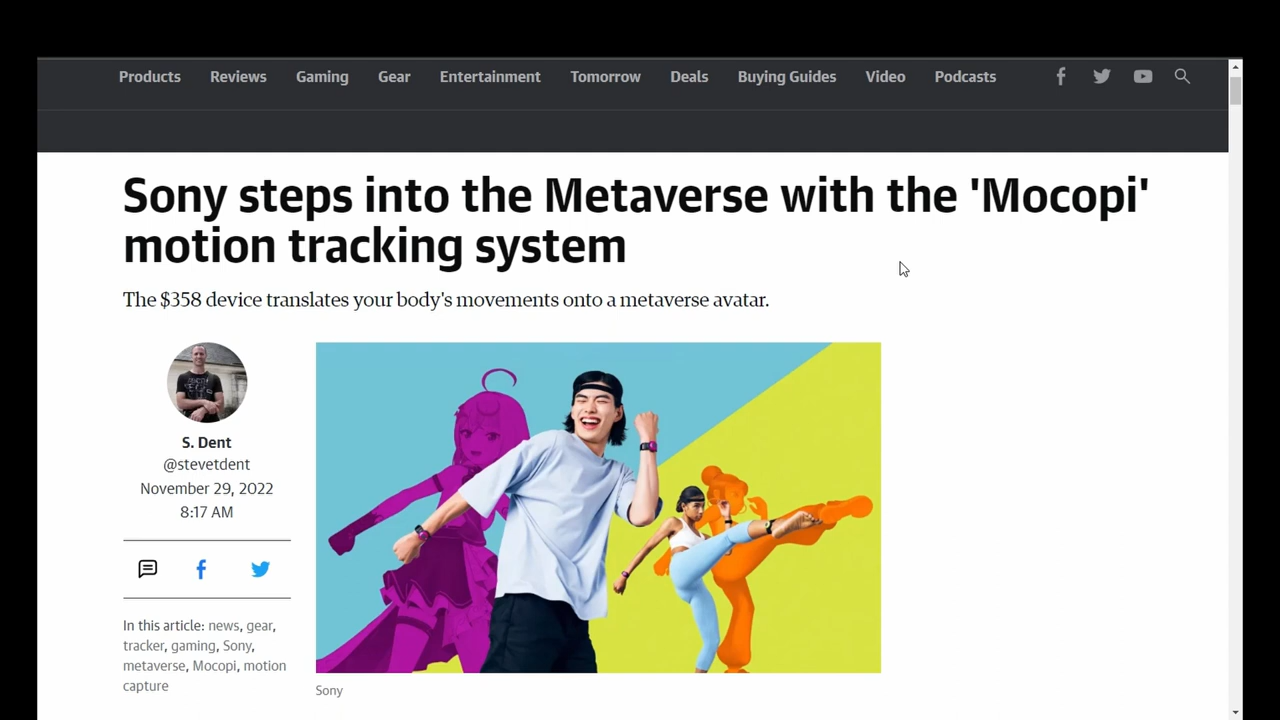 Products Reviews Gaming Gear Entertainment Tomorrow Deals Buying Guides Video Podcasts
Sony steps into the Metaverse with the 'Mocopi'
motion tracking system
The $358 device translates your body's movements onto a metaverse avatar.
S. Dent
@stevetdent
November 29, 2022
8:17 AM
In this article: news, gear,
tracker, gaming, Sony,
metaverse, Mocopi, motion
capture
Sony